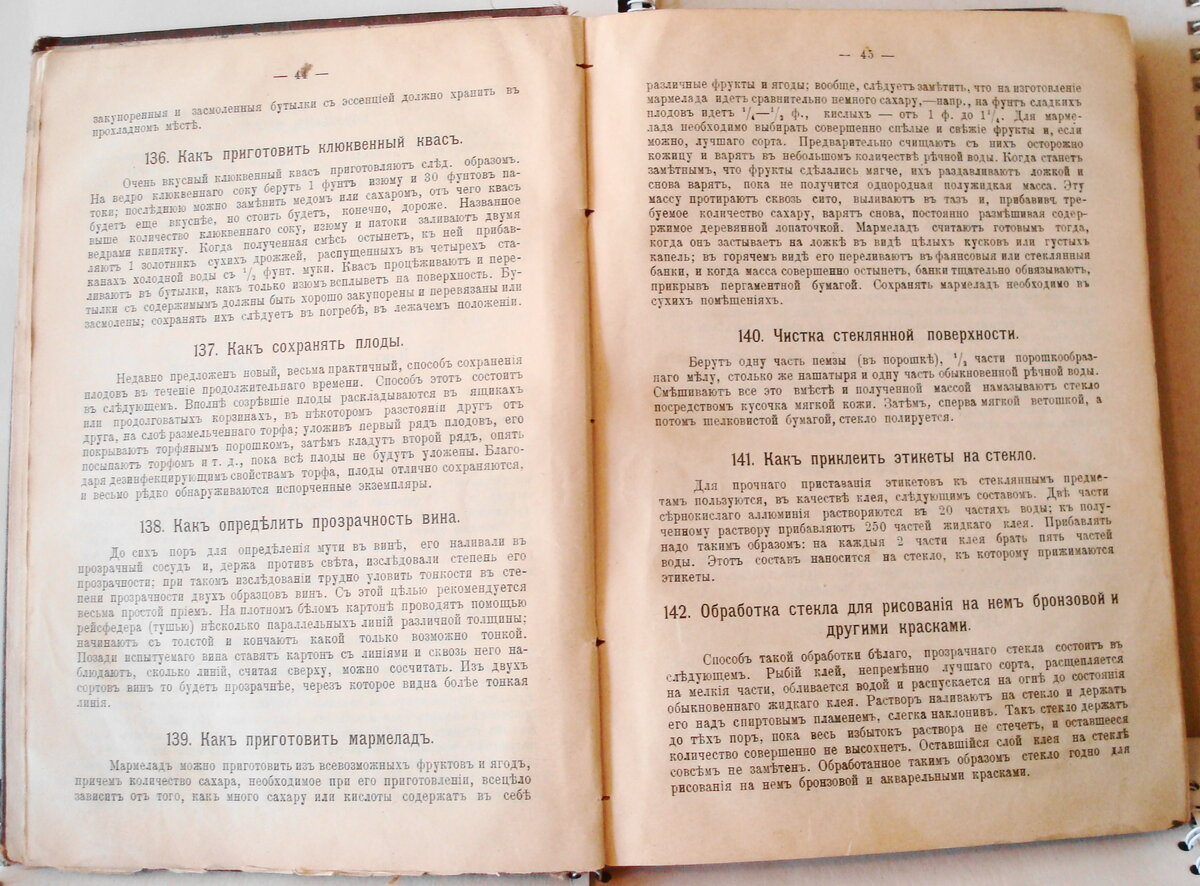 — 44 —
закупоренныя и засмоленныя бутылки съ эссенціей должно хранить въ
прохладномъ мѣстѣ.
136. Какъ приготовить клюквенный квасъ.
Очень вкусный клюквенный квасъ приготовляютъ слѣд. образомъ.
На ведро клюквеннаго соку берутъ 1 фунтъ изюму и 30 фунтовъ па-
токи; послѣднюю можно замѣнить медомъ или сахаромъ, отъ чего квасъ
будетъ еще вкуснѣе, но стоить будетъ, конечно, дороже. Названное
выше количество клюквеннаго соку, изюму и патоки заливаютъ двумя
ведрами кипятку. Когда полученная смѣсь остынетъ, къ ней прибав-
ляютъ 1 золотникъ сухихъ дрожжей, распущенныхъ въ четырехъ ста-
канахъ холодной воды съ 1/2 фунт. муки. Квасъ процѣживаютъ и пере-
ливаютъ въ бутылки, какъ только изюмъ всплыветъ на поверхность. Бу-
тылки съ содержимымъ должны быть хорошо закупорены и перевязаны или
засмолены; сохранять ихъ слѣдуетъ въ погребѣ, въ лежачемъ положеніи.
137. Какъ сохранять плоды.
Недавно предложенъ новый, весьма практичный, способъ сохраненія
плодовъ въ теченіе продолжительнаго времени. Способъ этотъ состоитъ
въ слѣдующемъ. Вполнѣ созрѣвшіе плоды раскладываются въ ящикахъ
или продолговатыхъ корзинахъ, въ нѣкоторомъ разстояніи другъ отъ
друга, на слоѣ размельченнаго торфа; уложивъ первый рядъ плодовъ, его
покрываютъ торфянымъ порошкомъ, затѣмъ кладутъ второй рядъ, опять
посыпаютъ торфомъ и т. д., пока всѣ плоды не будутъ уложены. Благо-
даря дезинфекцирующимъ свойствамъ торфа, плоды отлично сохраняются,
и весьма рѣдко обнаруживаются испорченные экземпляры.
138. Какъ опредѣлить прозрачность вина.
До сихъ поръ для опредѣленія мути въ винѣ, его наливали въ
прозрачный сосудъ и, держа противъ свѣта, изслѣдовали степень его
прозрачности; при такомъ изслѣдованіи трудно уловить тонкости въ сте-
пени прозрачности двухъ образцовъ винъ. Съ этой цѣлью рекомендуется
весьма простой пріемъ. На плотномъ бѣломъ картонѣ проводятъ помощью
рейсфедера (тушью) нѣсколько параллельныхъ линій различной толщины;
начинаютъ съ толстой и кончаютъ какой только возможно тонкой.
Позади испытуемаго вина ставятъ картонъ съ линіями и сквозь него на-
блюдаютъ, сколько линій, считая сверху, можно сосчитать. Изъ двухъ
сортовъ винъ то будетъ прозрачнѣе, черезъ которое видна болѣе тонкая
линія.
139. Какъ приготовить мармеладъ.
Мармеладъ можно приготовить изъ всевозможныхъ фруктовъ и ягодъ,
причемъ количество сахара, необходимое при его приготовленіи, всецѣло
зависитъ отъ того, какъ много сахару или кислоты содержатъ въ себѣ
— 45 —
различные фрукты и ягоды; вообще, слѣдуетъ замѣтить, что на изготовленіе
мармелада идетъ сравнительно немного сахару,—напр., на фунтъ сладкихъ
плодовъ идетъ 1/4—1/2 ф., кислыхъ — отъ 1 ф. до 1 1/4. Для марме-
лада необходимо выбирать совершенно спѣлые и свѣжіе фрукты и, если
можно, лучшаго сорта. Предварительно счищаютъ съ нихъ осторожно
кожицу и варятъ въ небольшомъ количествѣ рѣчной воды. Когда станетъ
замѣтнымъ, что фрукты сдѣлались мягче, ихъ раздавливаютъ ложкой и
снова варятъ, пока не получится однородная полужидкая масса. Эту
массу протираютъ сквозь сито, выливаютъ въ тазъ и, прибавивъ тре-
буемое количество сахару, варятъ снова, постоянно размѣшивая содер-
жимое деревянной лопаточкой. Мармеладъ считаютъ готовымъ тогда,
когда онъ застываетъ на ложкѣ въ видѣ цѣлыхъ кусковъ или густыхъ
капель; въ горячемъ видѣ его переливаютъ въ фаянсовыя или стеклянныя
банки, и когда масса совершенно остынетъ, банки тщательно обвязываютъ,
прикрывъ пергаментной бумагой. Сохранять мармеладъ необходимо въ
сухихъ помѣщеніяхъ.
140. Чистка стеклянной поверхности.
Берутъ одну часть пемзы (въ порошкѣ), 1/2 части порошкообраз-
наго мѣлу, столько же нашатыря и одну часть обыкновенной рѣчной воды.
Смѣшиваютъ все это вмѣстѣ и полученной массой намазываютъ стекло
посредствомъ кусочка мягкой кожи. Затѣмъ, сперва мягкой ветошкой, а
потомъ шелковистой бумагой, стекло полируется.
141. Какъ приклеить этикеты на стекло.
Для прочнаго приставанія этикетовъ къ стекляннымъ предме-
тамъ пользуются, въ качествѣ клея, слѣдующимъ составомъ. Двѣ части
сѣрнокислаго аллюминія растворяются въ 20 частяхъ воды; къ полу-
ченному раствору прибавляютъ 250 частей жидкаго клея. Прибавлять
надо такимъ образомъ: на каждыя 2 части клея брать пять частей
воды. Этотъ составъ наносится на стекло, къ которому прижимаются
этикеты.
142. Обработка стекла для рисованія на немъ бронзовой и
другими красками.
Способъ такой обработки бѣлаго, прозрачнаго стекла состоитъ въ
слѣдующемъ. Рыбій клей, непремѣнно лучшаго сорта, расщепляется
на мелкія части, обливается водой и распускается на огнѣ до состоянія
обыкновеннаго жидкаго клея. Растворъ наливаютъ на стекло и держатъ
его надъ спиртовымъ пламенемъ, слегка наклонивъ. Такъ стекло держатъ
до тѣхъ поръ, пока весь избытокъ раствора не стечетъ, и оставшееся
количество совершенно не высохнетъ. Оставшійся слой клея на стеклѣ
совсѣмъ не замѣтенъ. Обработанное такимъ образомъ стекло годно для
рисованія на немъ бронзовой и акварельными красками.